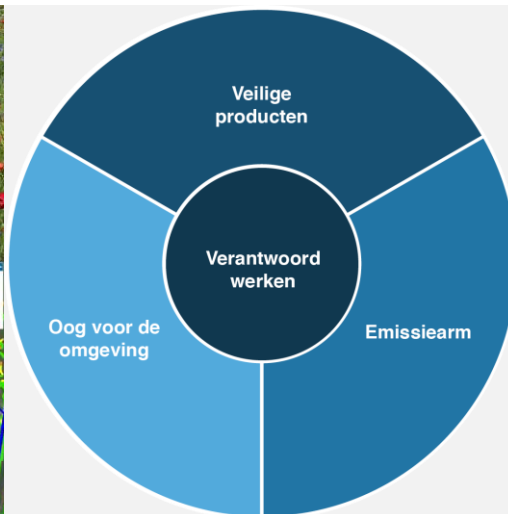 Veilige
producten
Verantwoord
werken
Oog voor de
omgeving
Emissiearm